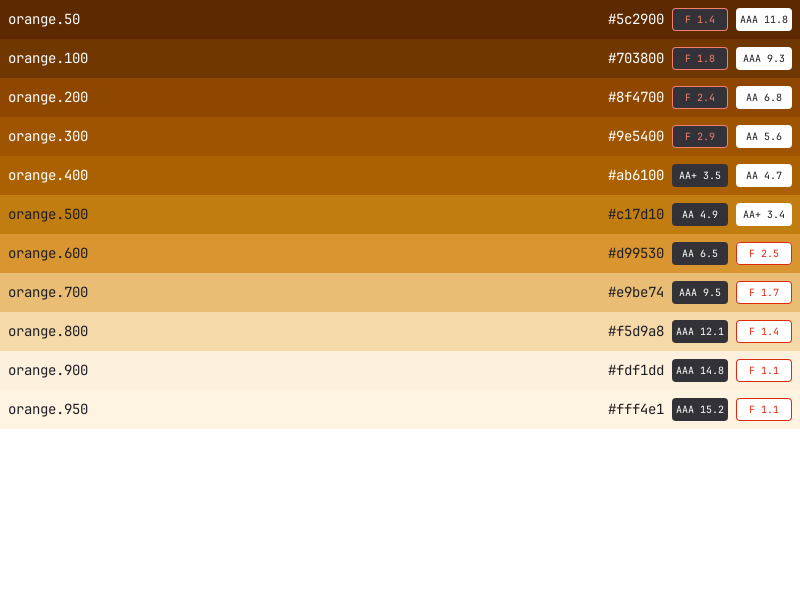 orange.50 #5c2900 F 1.4 AAA 11.8
orange.100 #703800 F 1.8 AAA 9.3
orange.200 #8f4700 F 2.4 AA 6.8
orange.300 #9e5400 F 2.9 AA 5.6
orange.400 #ab6100 AA+ 3.5 AA 4.7
orange.500 #c17d10 AA 4.9 AA+ 3.4
orange.600 #d99530 AA 6.5 F 2.5
orange.700 #e9be74 AAA 9.5 F 1.7
orange.800 #f5d9a8 AAA 12.1 F 1.4
orange.900 #fdf1dd AAA 14.8 F 1.1
orange.950 #fff4e1 AAA 15.2 F 1.1